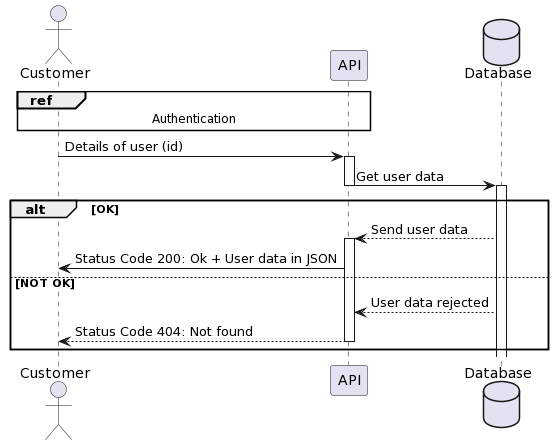 Customer
API
Database
ref
Authentication
Details of user (id)
Get user data
alt
[OK]
Send user data
Status Code 200: Ok + User data in JSON
[NOT OK]
User data rejected
Status Code 404: Not found
Customer
API
Database